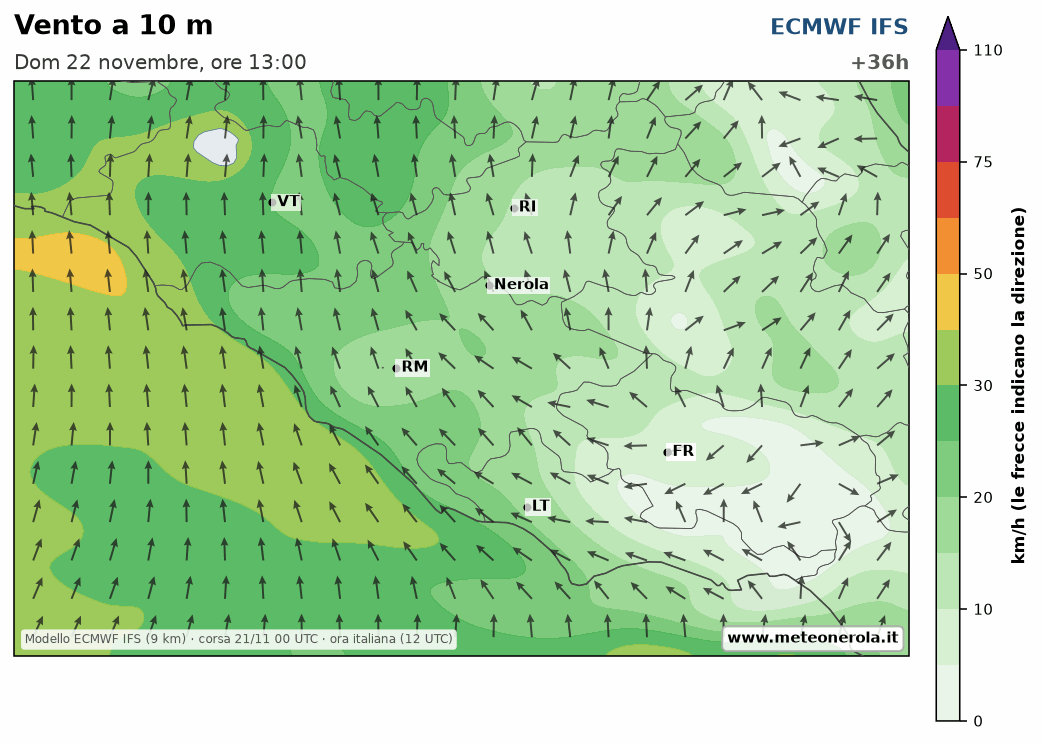 Vento a 10 m
ECMWF IFS
Dom 22 novembre, ore 13:00
+36h
110
75
50
30
20
10
0
km/h (le frecce indicano la direzione)
VT
RI
Nerola
RM
FR
LT
Modello ECMWF IFS (9 km) · corsa 21/11 00 UTC · ora italiana (12 UTC)
www.meteonerola.it